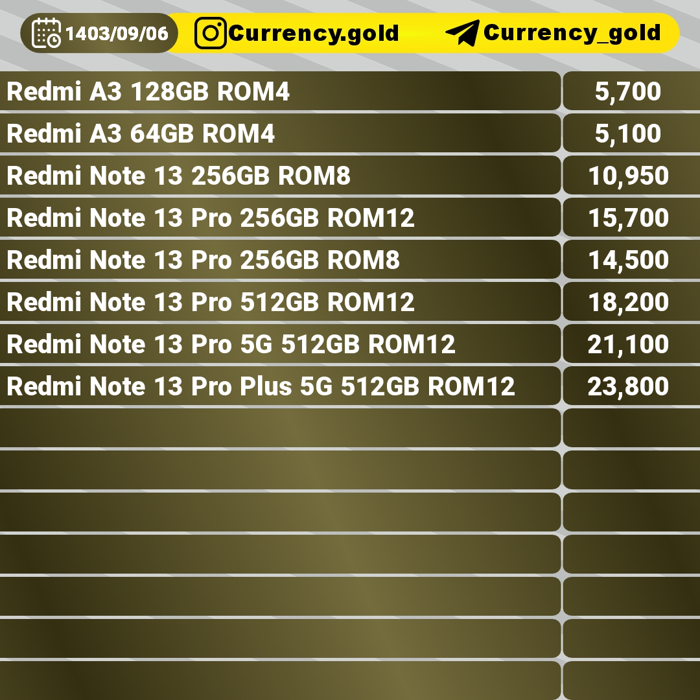 1403/09/06 Currency.gold Currency_gold
Redmi A3 128GB ROM4 5,700
Redmi A3 64GB ROM4 5,100
Redmi Note 13 256GB ROM8 10,950
Redmi Note 13 Pro 256GB ROM12 15,700
Redmi Note 13 Pro 256GB ROM8 14,500
Redmi Note 13 Pro 512GB ROM12 18,200
Redmi Note 13 Pro 5G 512GB ROM12 21,100
Redmi Note 13 Pro Plus 5G 512GB ROM12 23,800